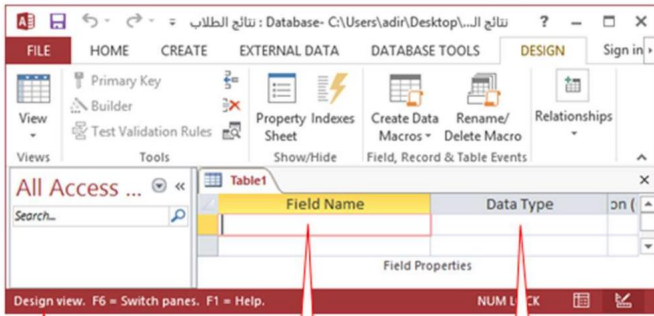 نتائج الطلاب : Database- C:\Users\adir\Desktop\...نتائج الـ ?
FILE HOME CREATE EXTERNAL DATA DATABASE TOOLS DESIGN Sign in
View
Primary Key
Builder
Test Validation Rules
Property Sheet
Indexes
Create Data Macros
Rename/ Delete Macro
Relationships
Views Tools Show/Hide Field, Record & Table Events
All Access ... «
Search...
Table1
Field Name Data Type on (
Field Properties
Design view. F6 = Switch panes. F1 = Help. NUM LOCK